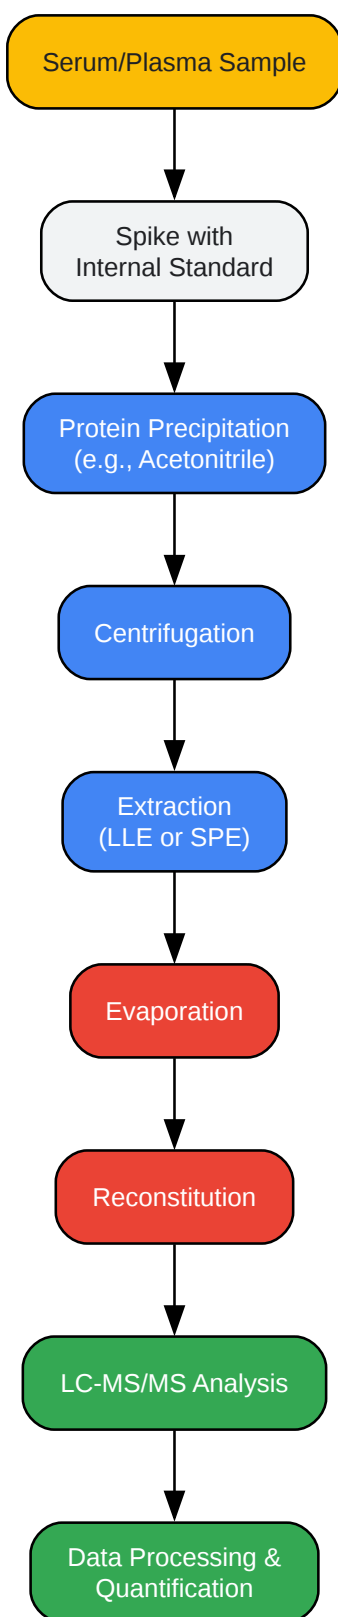 Serum/Plasma Sample
Spike with
Internal Standard
Protein Precipitation
(e.g., Acetonitrile)
Centrifugation
Extraction
(LLE or SPE)
Evaporation
Reconstitution
LC-MS/MS Analysis
Data Processing &
Quantification